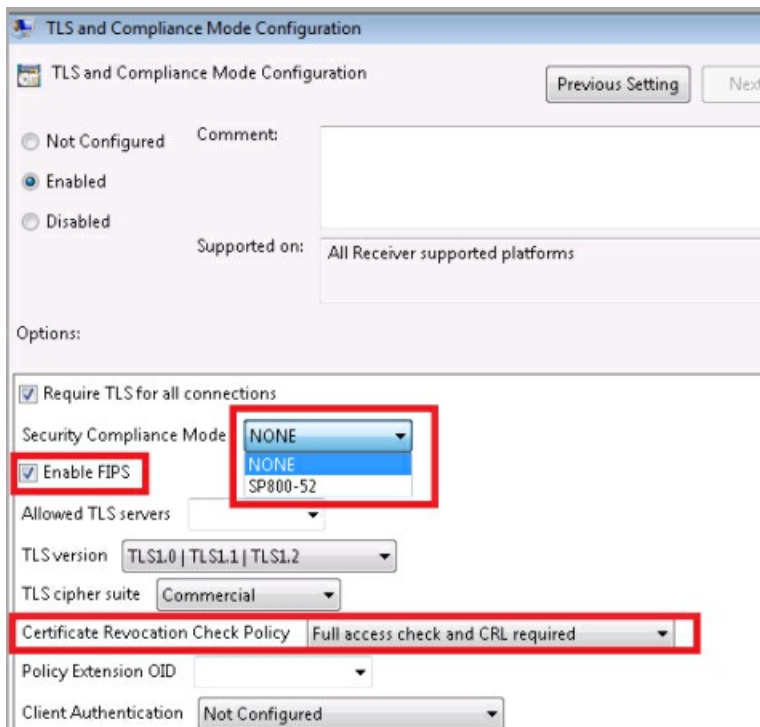 TLS and Compliance Mode Configuration
TLS and Compliance Mode Configuration
Previous Setting
Next
Not Configured
Comment:
Enabled
Disabled
Supported on:
All Receiver supported platforms
Options:
Require TLS for all connections
Security Compliance Mode NONE
NONE
Enable FIPS
SP800-52
Allowed TLS servers
TLS version TLS1.0 | TLS1.1 | TLS1.2
TLS cipher suite Commercial
Certificate Revocation Check Policy Full access check and CRL required
Policy Extension OID
Client Authentication Not Configured